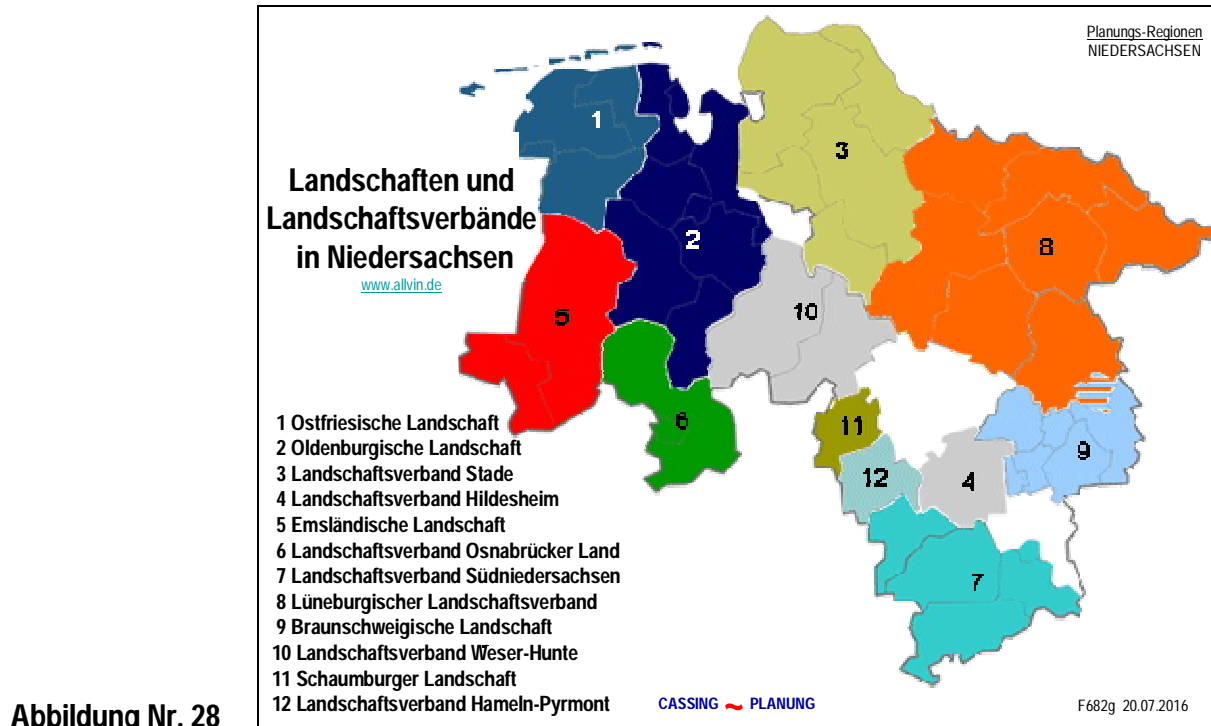 Planungs-Regionen
NIEDERSACHSEN
1
2
3
8
5
10
6
11
12
4
9
7
Landschaften und
Landschaftsverbände
in Niedersachsen
www.allvin.de
1 Ostfriesische Landschaft
2 Oldenburgische Landschaft
3 Landschaftsverband Stade
4 Landschaftsverband Hildesheim
5 Emsländische Landschaft
6 Landschaftsverband Osnabrücker Land
7 Landschaftsverband Südniedersachsen
8 Lüneburgischer Landschaftsverband
9 Braunschweigische Landschaft
10 Landschaftsverband Weser-Hunte
11 Schaumburger Landschaft
12 Landschaftsverband Hameln-Pyrmont
CASSING ~ PLANUNG
F682g 20.07.2016
Abbildung Nr. 28